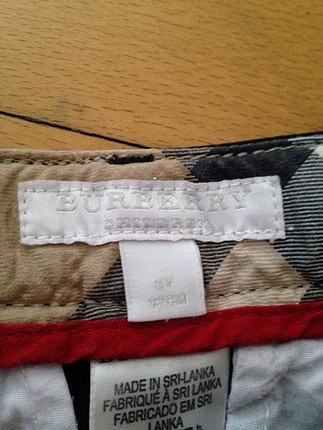 BURBERRY
CHILDREN
MADE IN SRI-LANKA
FABRIQUÉ À SRI LANKA
FABRICADO EM SRI
LANKA